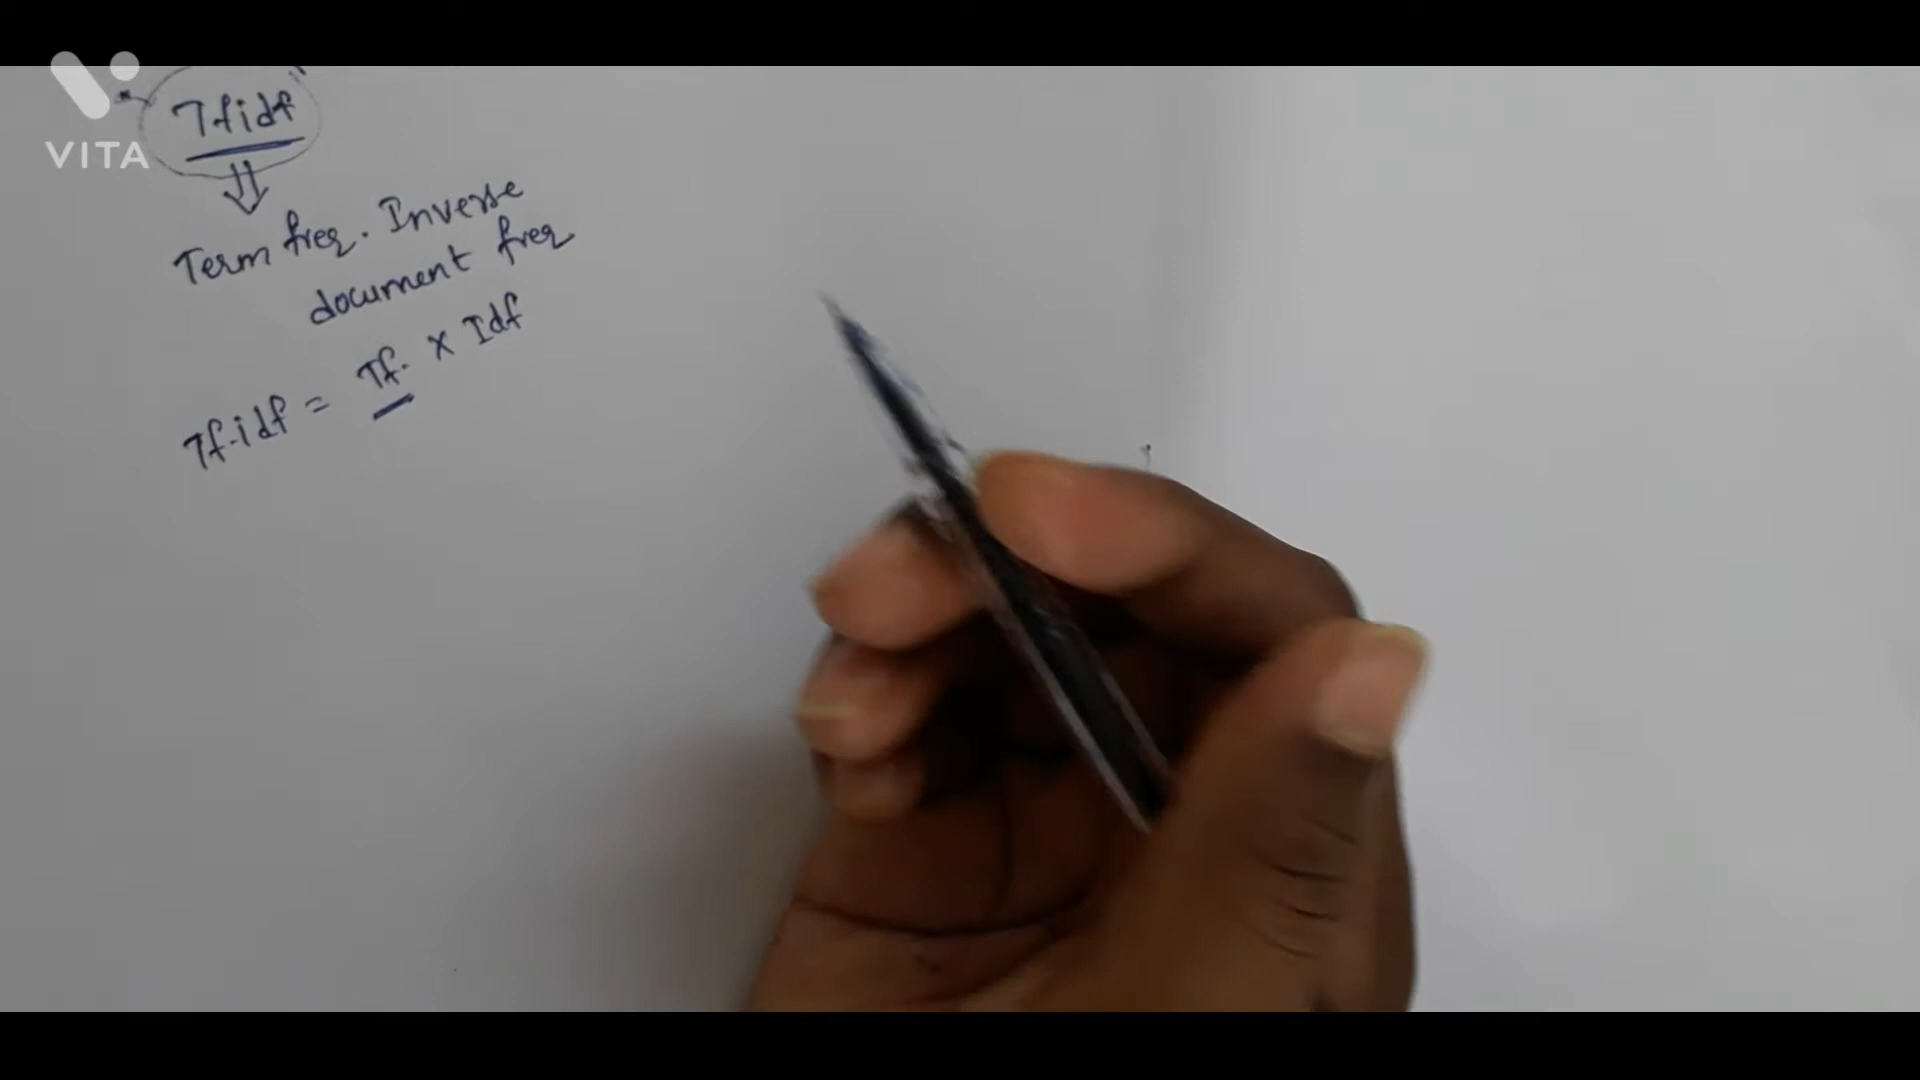 VITA
Tfidf
Term freq. Inverse
document freq
Tf.idf = Tf. X Idf